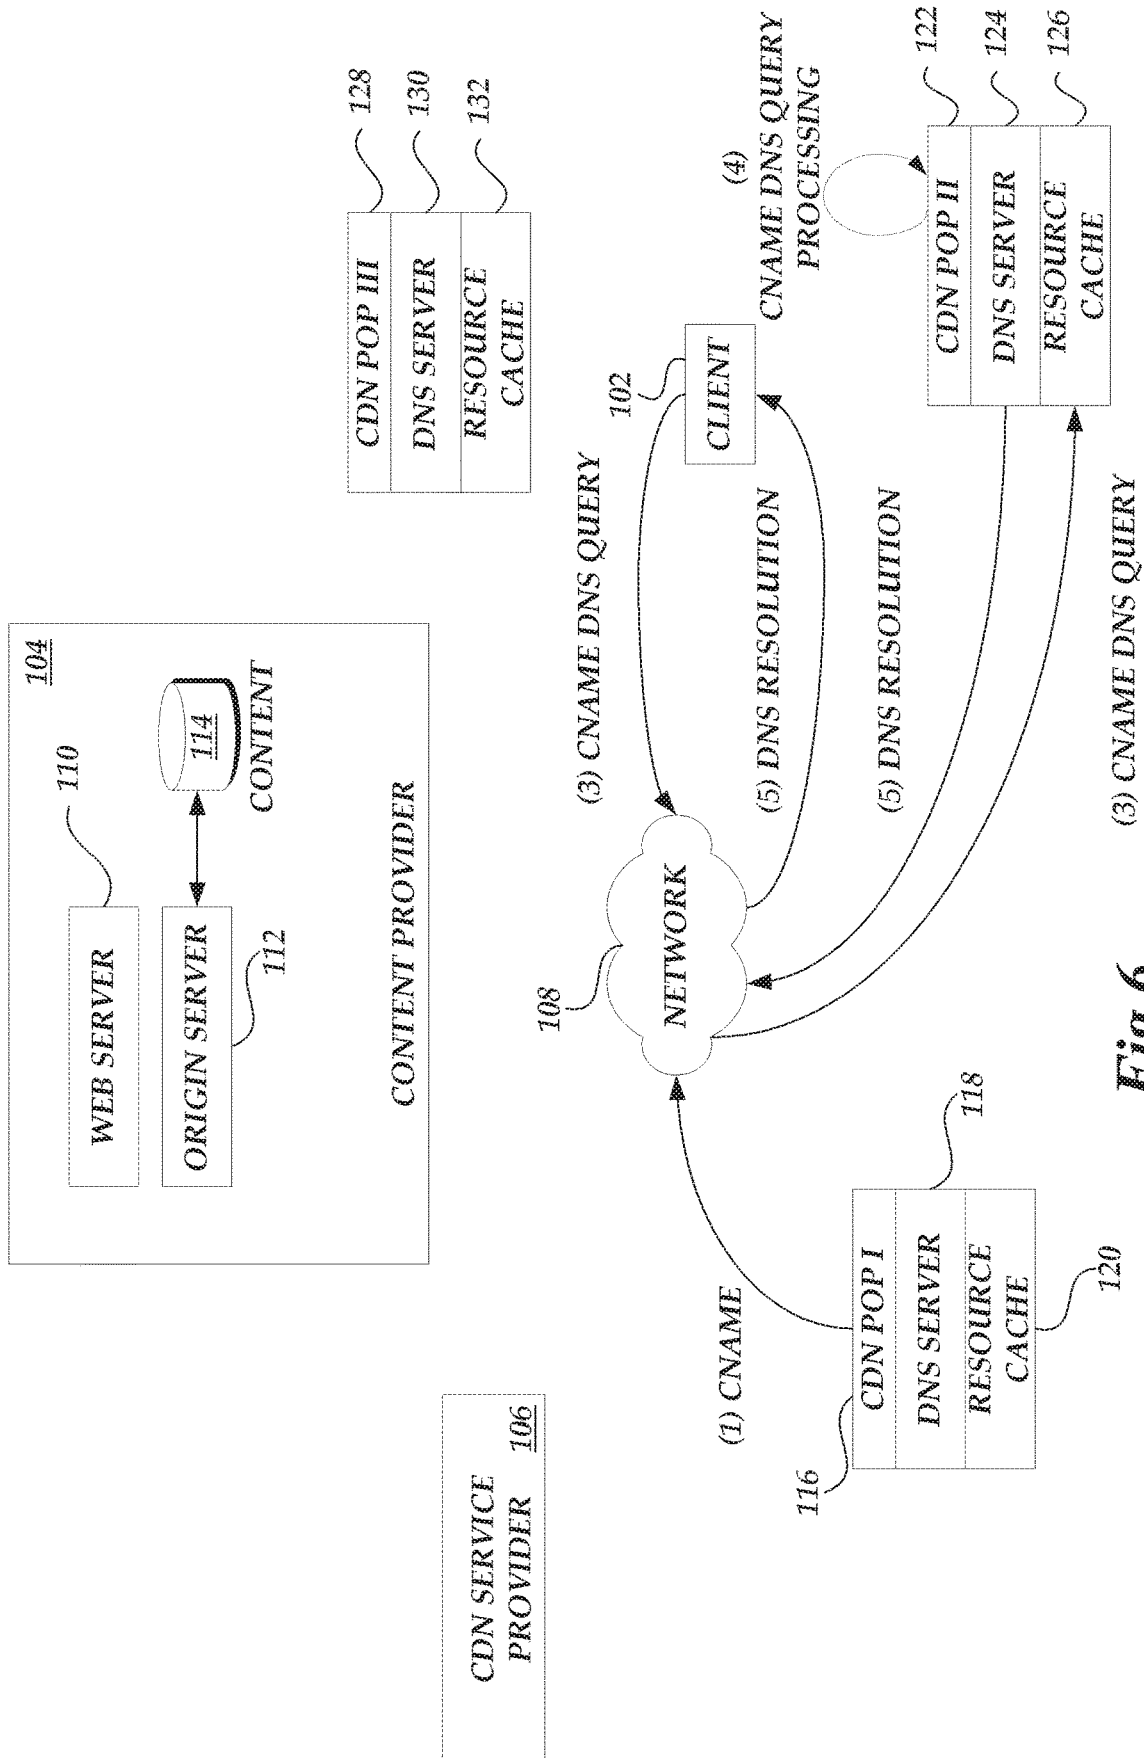 CDN SERVICE
PROVIDER 106
104
WEB SERVER
110
ORIGIN SERVER
112
114
CONTENT
CONTENT PROVIDER
CDN POP III
DNS SERVER
RESOURCE
CACHE
128
130
132
(3) CNAME DNS QUERY
102
CLIENT
(5) DNS RESOLUTION
108
NETWORK
(1) CNAME
116
CDN POP I
DNS SERVER
RESOURCE
CACHE
118
120
(4)
CNAME DNS QUERY
PROCESSING
(5) DNS RESOLUTION
CDN POP II
DNS SERVER
RESOURCE
CACHE
122
124
126
(3) CNAME DNS QUERY
Fig.6.